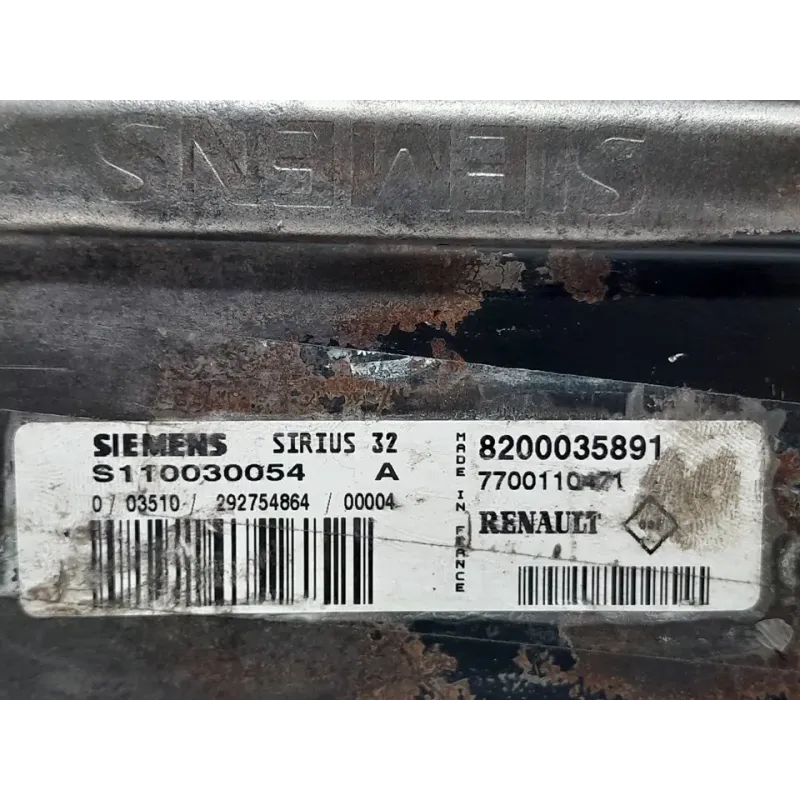 SIEMENS
SIEMENS SIRIUS 32
S110030054 A
0 / 03510 / 292754864 / 00004
MADE IN FRANCE
8200035891
7700110471
RENAULT